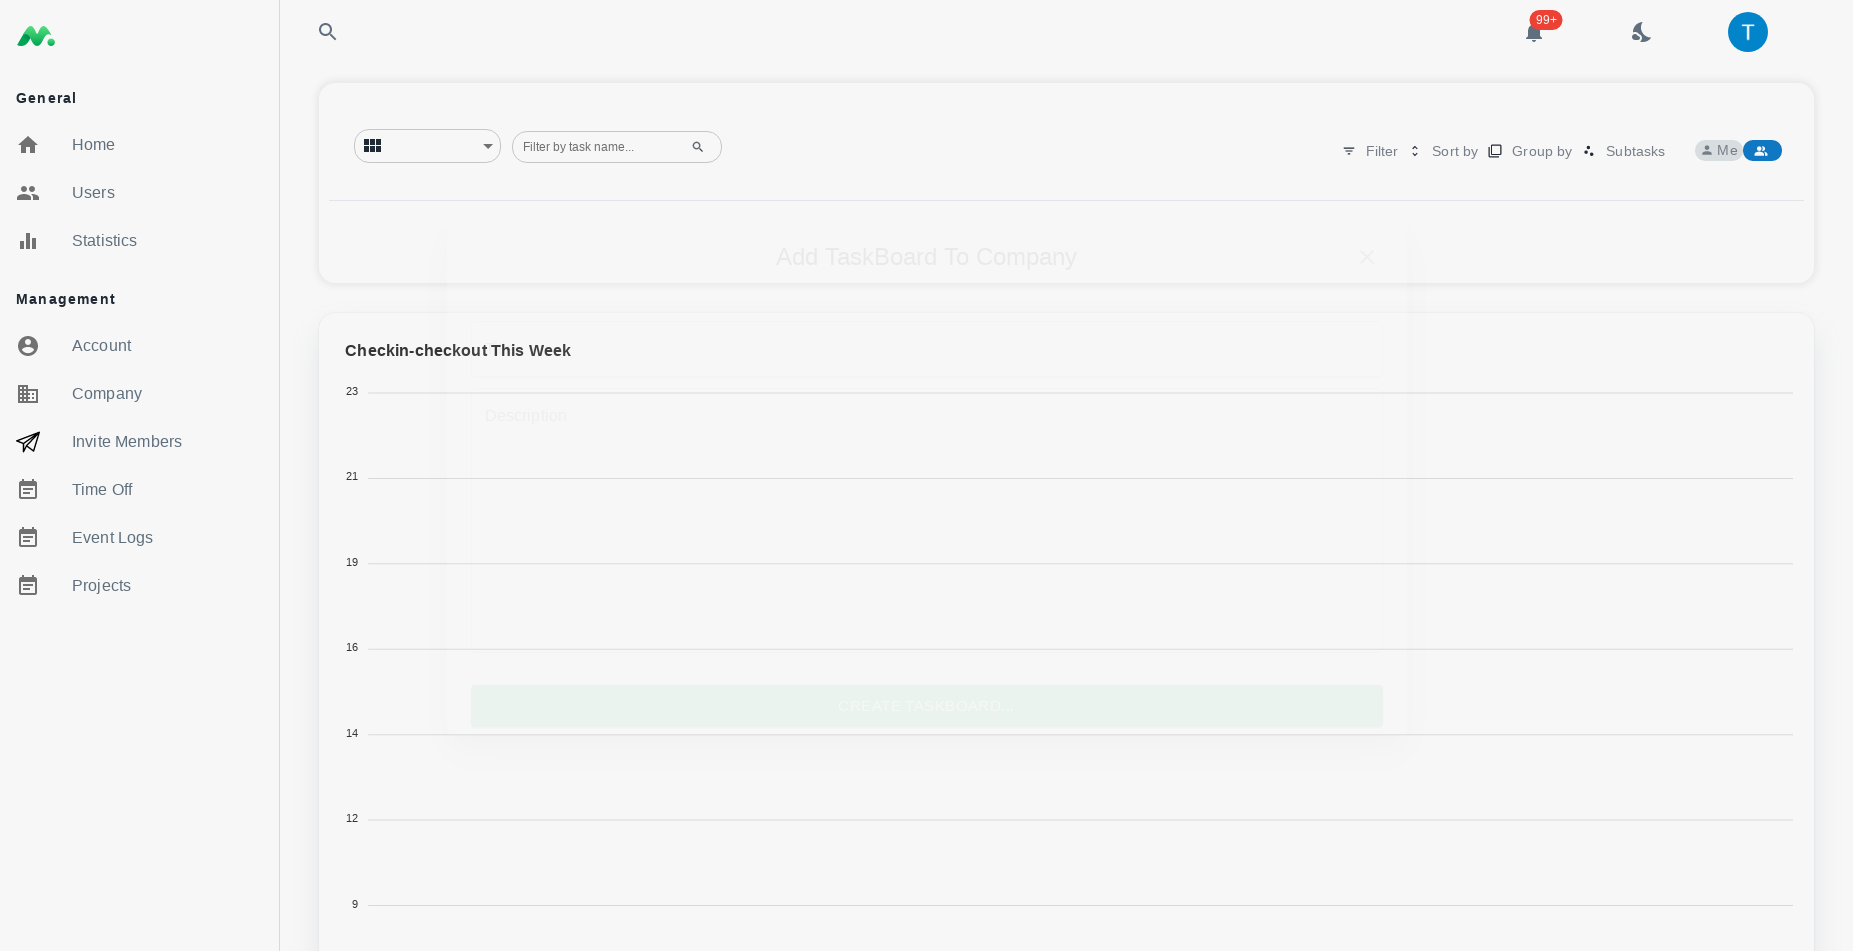 99+
T
General
Home
Users
Statistics
Management
Account
Company
Invite Members
Time Off
Event Logs
Projects
Filter by task name...
Filter
Sort by
Group by
Subtasks
Me
Add TaskBoard To Company
Checkin-checkout This Week
23
Description
21
19
16
CREATE TASKBOARD...
14
12
9